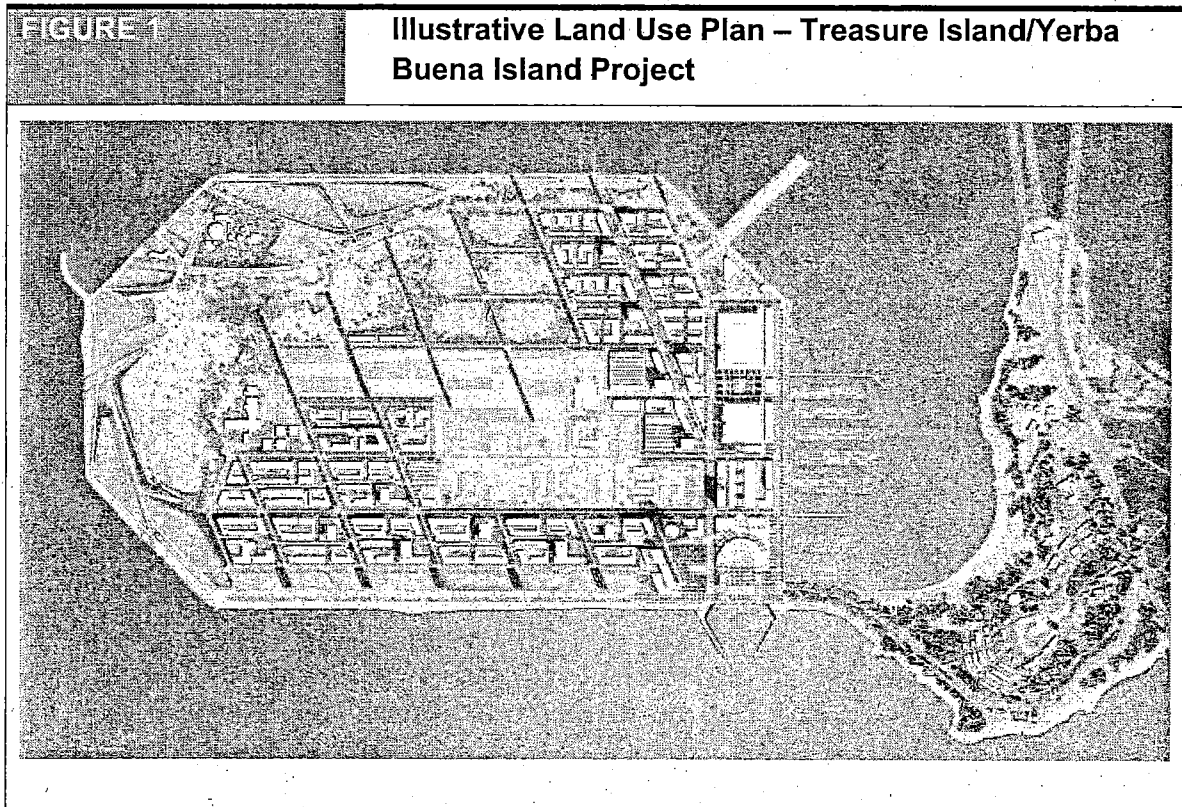 FIGURE 1
Illustrative Land Use Plan – Treasure Island/Yerba
Buena Island Project